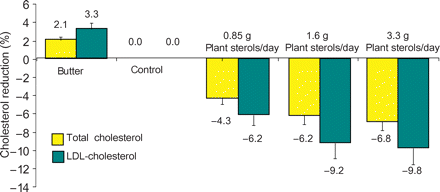 Cholesterol reduction (%)
6
4
2
0
−2
−4
−6
−8
−10
−12
−14
2.1
3.3
Butter
0.0 0.0
Control
0.85 g
Plant sterols/day
−4.3
−6.2
1.6 g
Plant sterols/day
−6.2
−9.2
3.3 g
Plant sterols/day
−6.8
−9.8
Total cholesterol
LDL-cholesterol